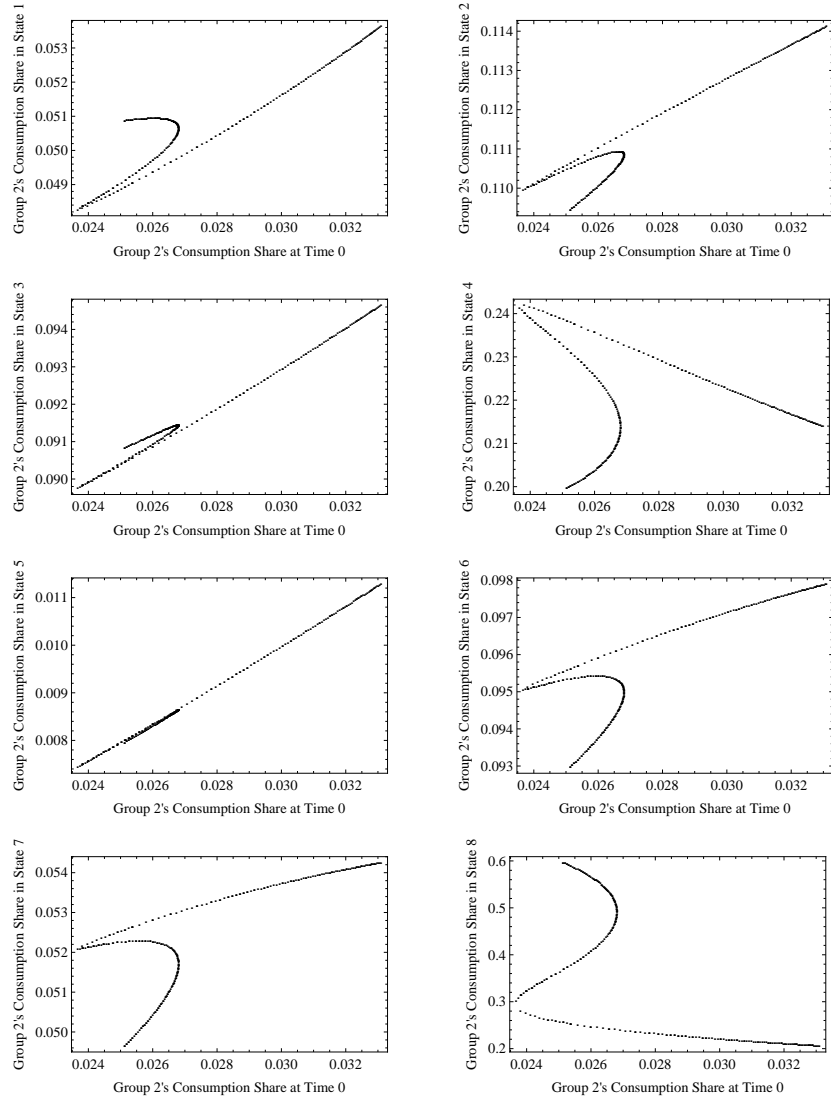 Group 2's Consumption Share in State 1
0.053
0.052
0.051
0.050
0.049
0.024 0.026 0.028 0.030 0.032
Group 2's Consumption Share at Time 0
Group 2's Consumption Share in State 2
0.114
0.113
0.112
0.111
0.110
0.024 0.026 0.028 0.030 0.032
Group 2's Consumption Share at Time 0
Group 2's Consumption Share in State 3
0.094
0.093
0.092
0.091
0.090
0.024 0.026 0.028 0.030 0.032
Group 2's Consumption Share at Time 0
Group 2's Consumption Share in State 4
0.24
0.23
0.22
0.21
0.20
0.024 0.026 0.028 0.030 0.032
Group 2's Consumption Share at Time 0
Group 2's Consumption Share in State 5
0.011
0.010
0.009
0.008
0.024 0.026 0.028 0.030 0.032
Group 2's Consumption Share at Time 0
Group 2's Consumption Share in State 6
0.098
0.097
0.096
0.095
0.094
0.093
0.024 0.026 0.028 0.030 0.032
Group 2's Consumption Share at Time 0
Group 2's Consumption Share in State 7
0.054
0.053
0.052
0.051
0.050
0.024 0.026 0.028 0.030 0.032
Group 2's Consumption Share at Time 0
Group 2's Consumption Share in State 8
0.6
0.5
0.4
0.3
0.2
0.024 0.026 0.028 0.030 0.032
Group 2's Consumption Share at Time 0